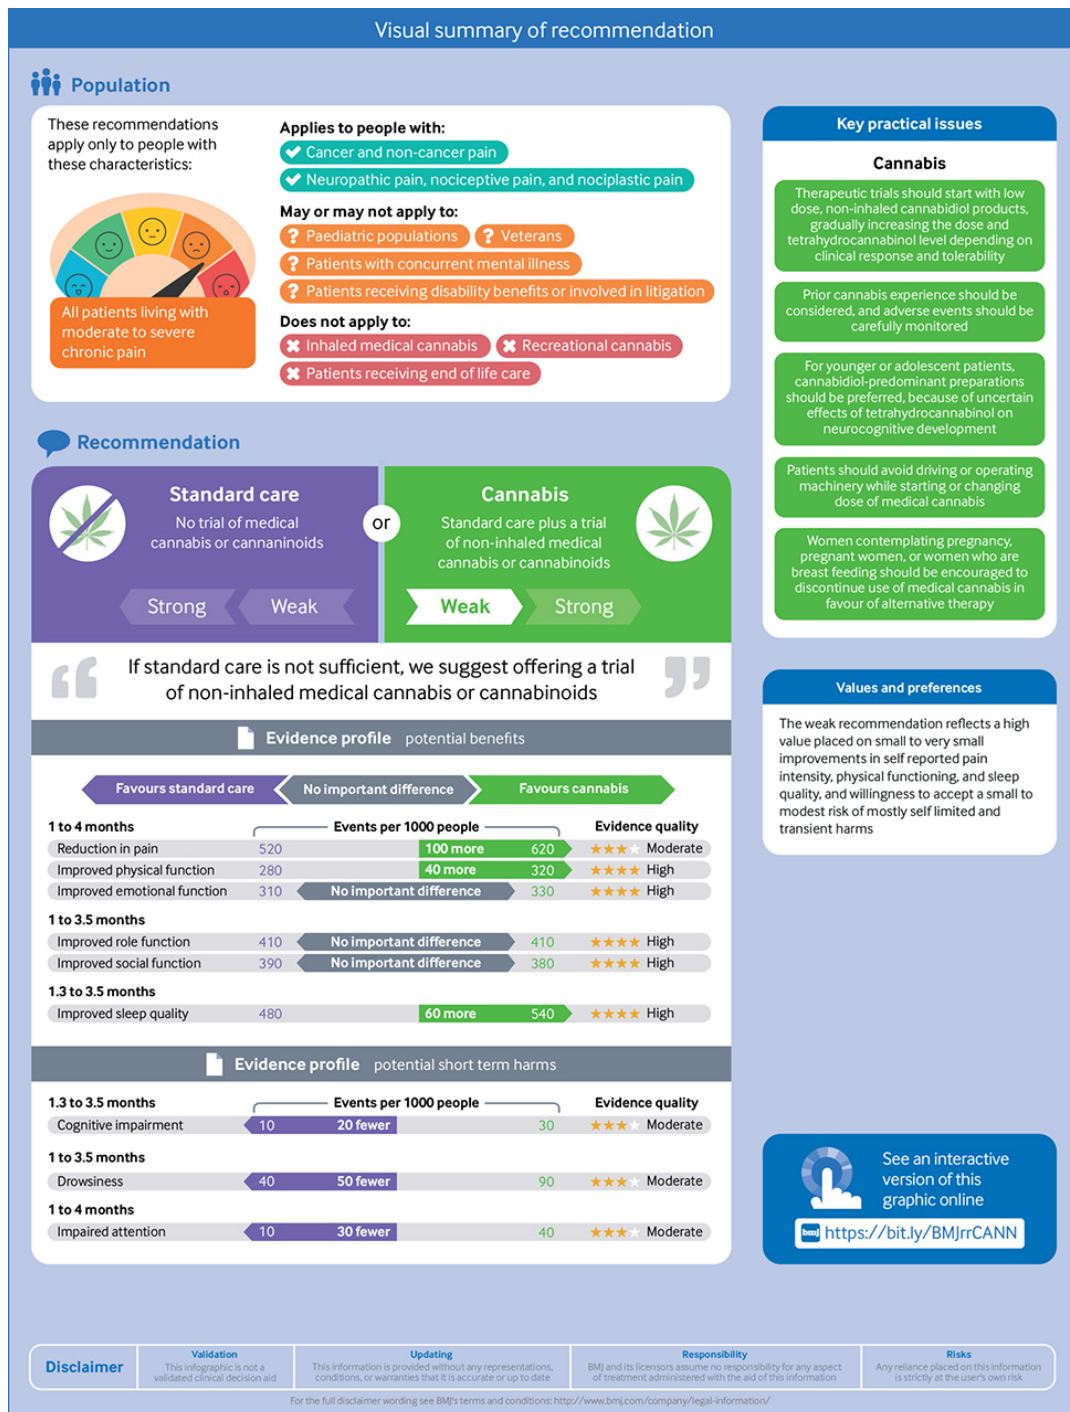 Visual summary of recommendation
Population
These recommendations
apply only to people with
these characteristics:
All patients living with
moderate to severe
chronic pain
Applies to people with:
Cancer and non-cancer pain
Neuropathic pain, nociceptive pain, and nociplastic pain
May or may not apply to:
? Paediatric populations ? Veterans
? Patients with concurrent mental illness
? Patients receiving disability benefits or involved in litigation
Does not apply to:
Inhaled medical cannabis Recreational cannabis
Patients receiving end of life care
Key practical issues
Cannabis
Therapeutic trials should start with low
dose, non-inhaled cannabidiol products,
gradually increasing the dose and
tetrahydrocannabinol level depending on
clinical response and tolerability
Prior cannabis experience should be
considered, and adverse events should be
carefully monitored
For younger or adolescent patients,
cannabidiol-predominant preparations
should be preferred, because of uncertain
effects of tetrahydrocannabinol on
neurocognitive development
Patients should avoid driving or operating
machinery while starting or changing
dose of medical cannabis
Women contemplating pregnancy,
pregnant women, or women who are
breast feeding should be encouraged to
discontinue use of medical cannabis in
favour of alternative therapy
Recommendation
Standard care
No trial of medical
cannabis or cannaninoids
Strong Weak
or
Cannabis
Standard care plus a trial
of non-inhaled medical
cannabis or cannabinoids
Weak Strong
“ If standard care is not sufficient, we suggest offering a trial
of non-inhaled medical cannabis or cannabinoids ”
Values and preferences
The weak recommendation reflects a high
value placed on small to very small
improvements in self reported pain
intensity, physical functioning, and sleep
quality, and willingness to accept a small to
modest risk of mostly self limited and
transient harms
Evidence profile potential benefits
Favours standard care No important difference Favours cannabis
1 to 4 months Events per 1000 people Evidence quality
Reduction in pain 520 100 more 620 Moderate
Improved physical function 280 40 more 320 High
Improved emotional function 310 No important difference 330 High
1 to 3.5 months
Improved role function 410 No important difference 410 High
Improved social function 390 No important difference 380 High
1.3 to 3.5 months
Improved sleep quality 480 60 more 540 High
Evidence profile potential short term harms
1.3 to 3.5 months Events per 1000 people Evidence quality
Cognitive impairment 10 20 fewer 30 Moderate
1 to 3.5 months
Drowsiness 40 50 fewer 90 Moderate
1 to 4 months
Impaired attention 10 30 fewer 40 Moderate
See an interactive
version of this
graphic online
bmj https://bit.ly/BMJrrCANN
Disclaimer
Validation
This infographic is not a
validated clinical decision aid
Updating
This information is provided without any representations,
conditions, or warranties that it is accurate or up to date
Responsibility
BMJ and its licensors assume no responsibility for any aspect
of treatment administered with the aid of this information
Risks
Any reliance placed on this information
is strictly at the user's own risk
For the full disclaimer wording see BMJ's terms and conditions: http://www.bmj.com/company/legal-information/